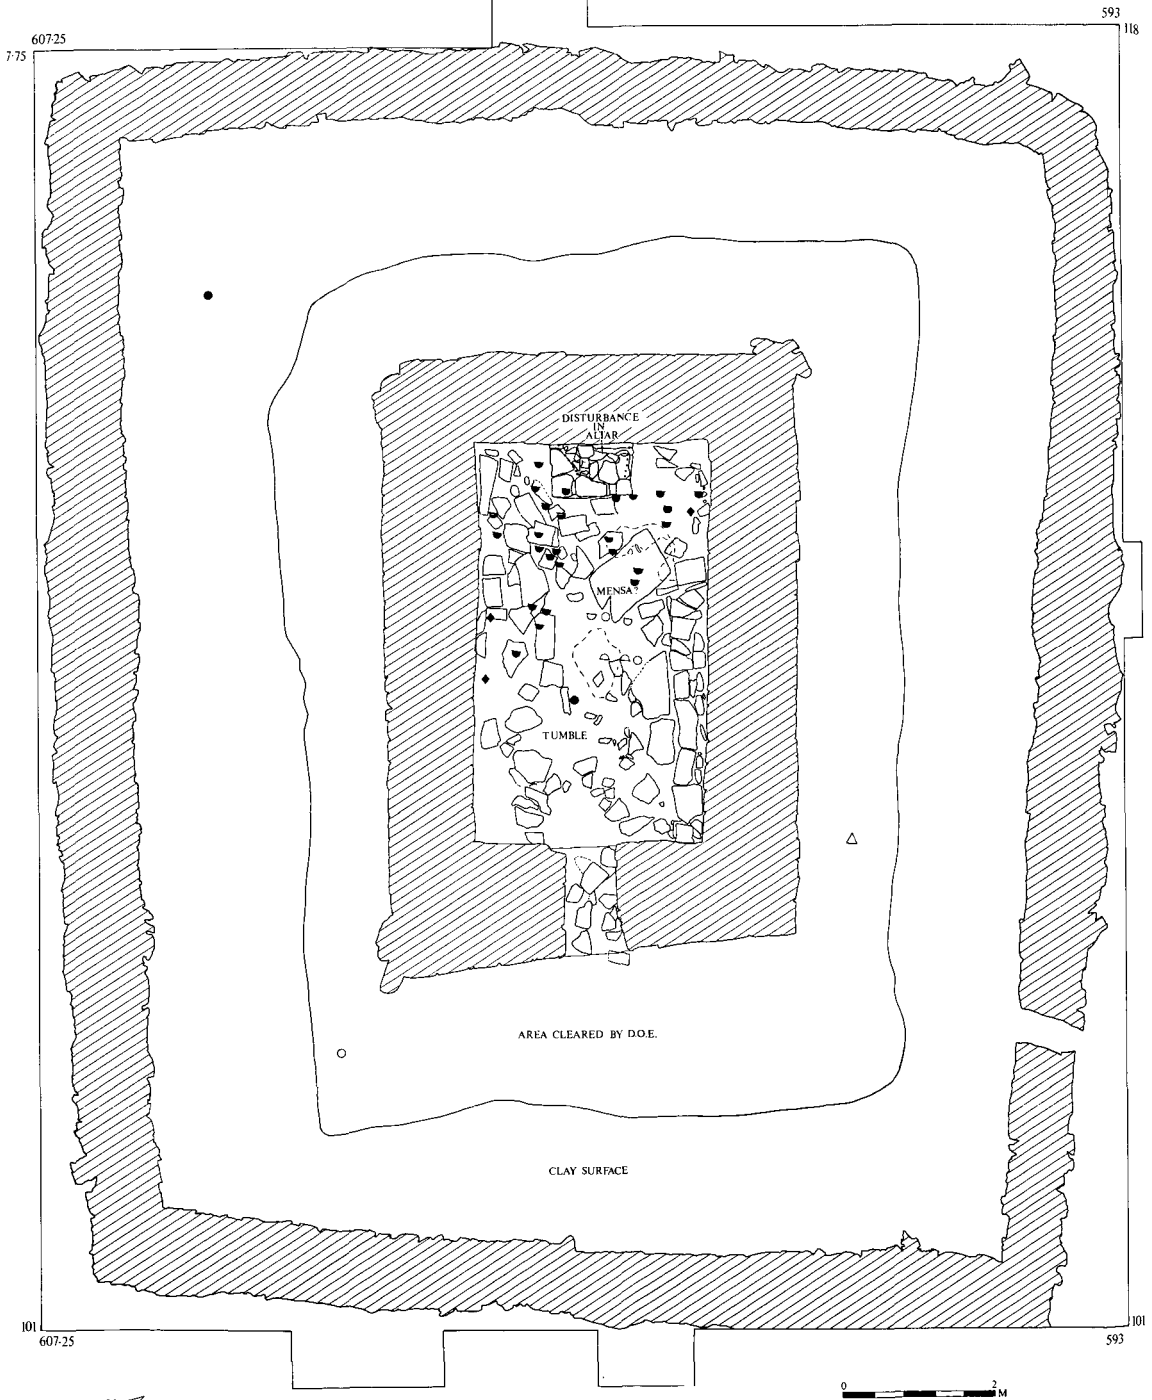 593
118
607·25
7·75
DISTURBANCE
IN
ALTAR
MENSA?
TUMBLE
AREA CLEARED BY D.O.E.
CLAY SURFACE
101
101
607·25
593
0
2
M